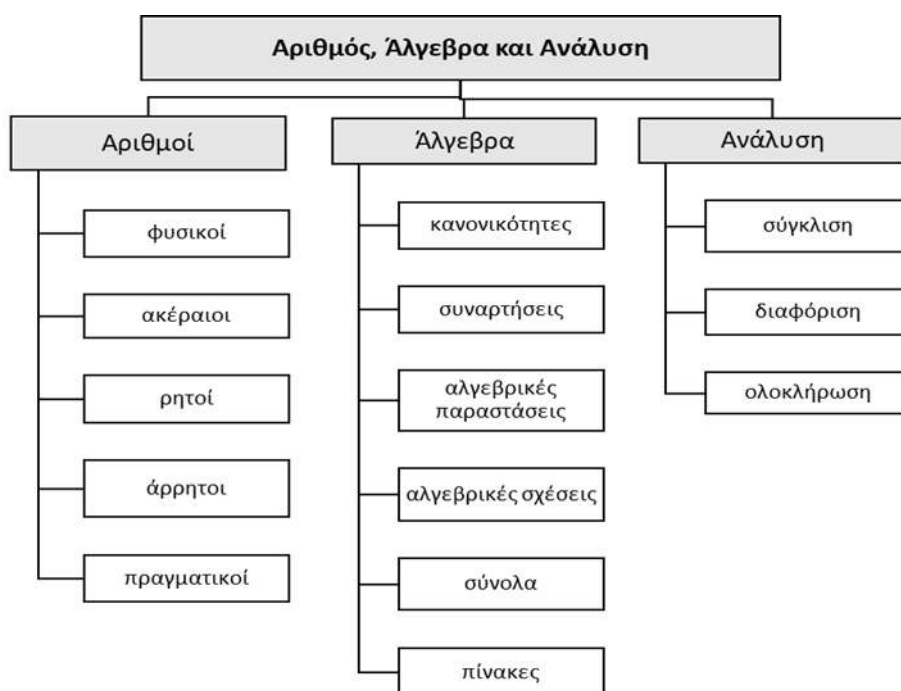 Αριθμός, Άλγεβρα και Ανάλυση
Αριθμοί
φυσικοί
ακέραιοι
ρητοί
άρρητοι
πραγματικοί
Άλγεβρα
κανονικότητες
συναρτήσεις
αλγεβρικές
παραστάσεις
αλγεβρικές σχέσεις
σύνολα
πίνακες
Ανάλυση
σύγκλιση
διαφόριση
ολοκλήρωση